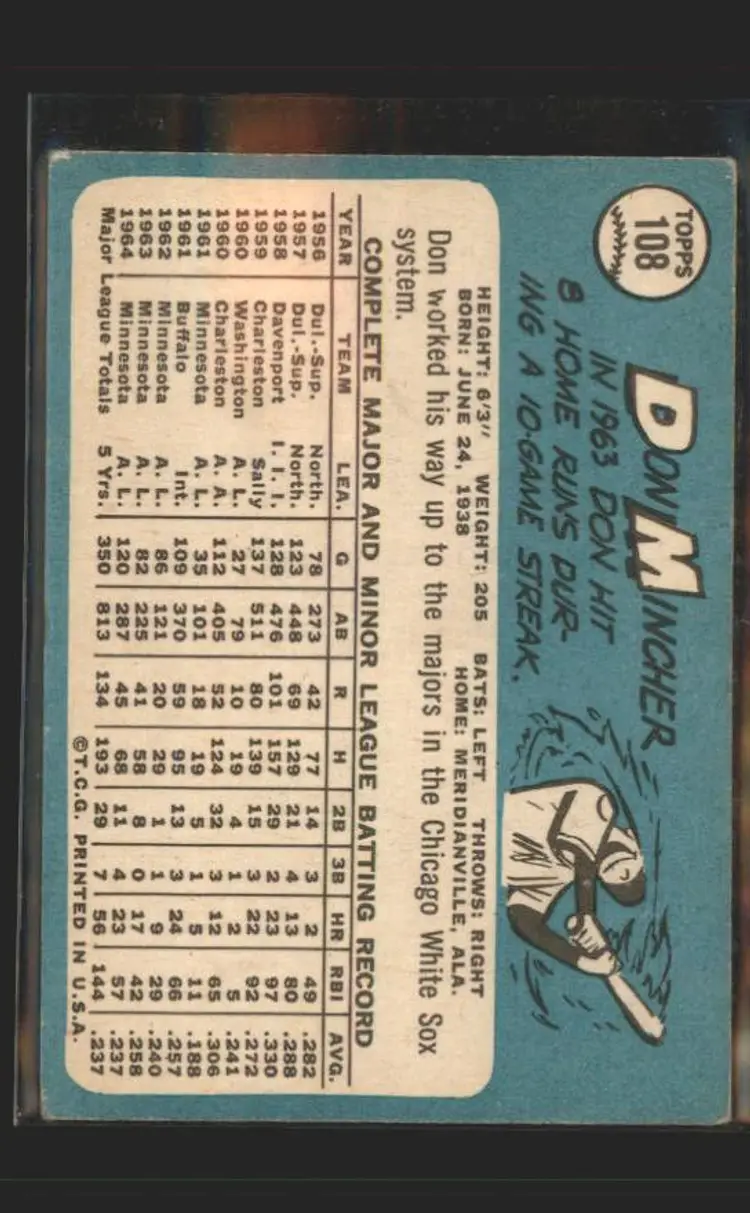 TOPPS
108
DON MINCHER
IN 1963 DON HIT
8 HOME RUNS DUR-
ING A 10-GAME STREAK.
HEIGHT: 6'3" WEIGHT: 205 BATS: LEFT THROWS: RIGHT
BORN: JUNE 24, 1938 HOME: MERIDIANVILLE, ALA.
Don worked his way up to the majors in the Chicago White Sox
system.
COMPLETE MAJOR AND MINOR LEAGUE BATTING RECORD
YEAR TEAM LEA. G AB R H 2B 3B HR RBI AVG.
1956 Dul.-Sup. North. 78 273 42 77 14 3 2 49 .282
1957 Dul.-Sup. North. 123 448 69 129 21 4 13 80 .288
1958 Davenport I. I. I. 128 476 101 157 29 2 23 97 .330
1959 Charleston Sally 137 511 80 139 15 3 22 92 .272
1960 Washington A. L. 27 79 10 19 4 1 2 5 .241
1960 Charleston A. A. 112 405 52 124 32 3 12 65 .306
1961 Minnesota A. L. 35 101 18 19 5 1 5 11 .188
1961 Buffalo Int. 109 370 59 95 13 3 24 66 .257
1962 Minnesota A. L. 86 121 20 29 1 1 9 29 .240
1963 Minnesota A. L. 82 225 41 58 8 0 17 42 .258
1964 Minnesota A. L. 120 287 45 68 11 4 23 57 .237
Major League Totals 5 Yrs. 350 813 134 193 29 7 56 144 .237
©T.C.G. PRINTED IN U.S.A.